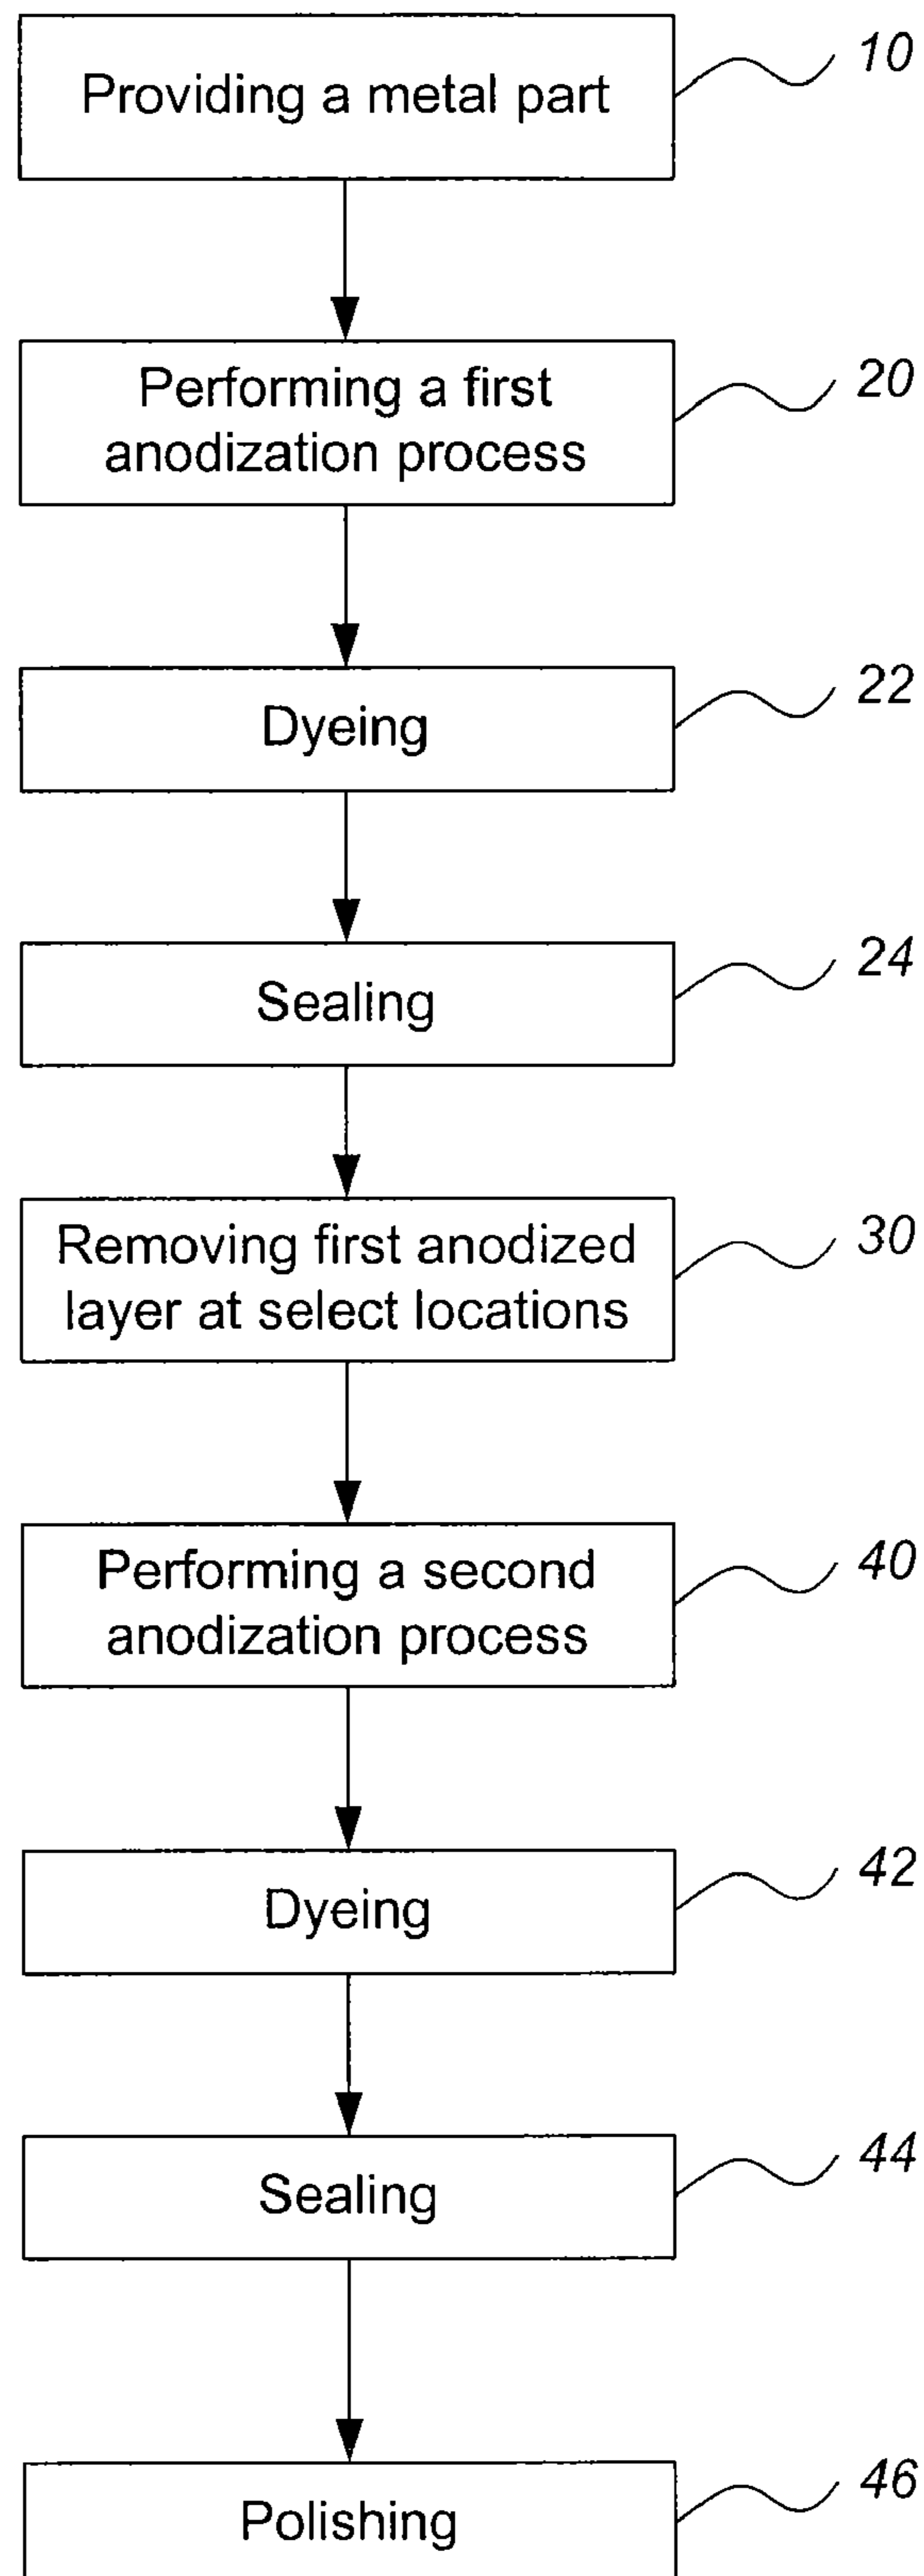 Providing a metal part
10
Performing a first
anodization process
20
Dyeing
22
Sealing
24
Removing first anodized
layer at select locations
30
Performing a second
anodization process
40
Dyeing
42
Sealing
44
Polishing
46